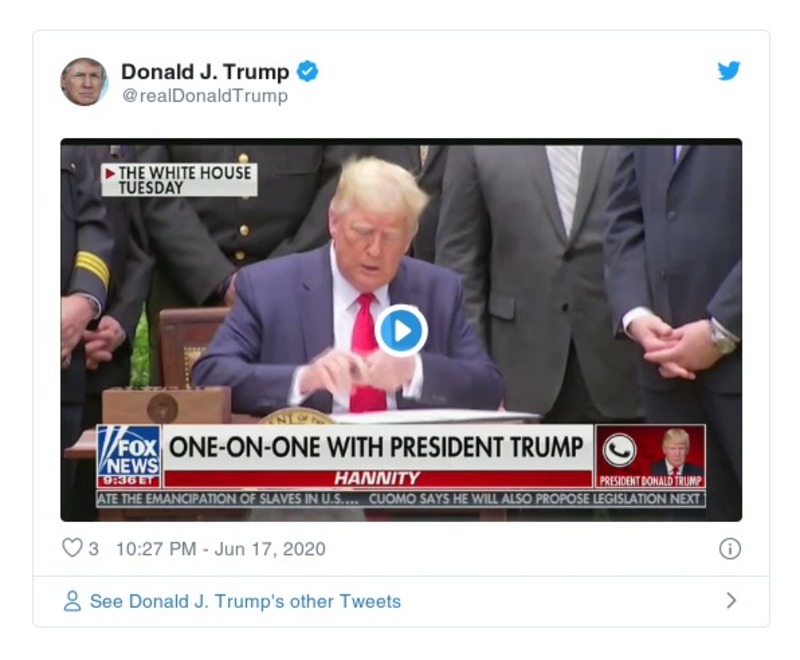 Donald J. Trump
@realDonaldTrump
THE WHITE HOUSE
TUESDAY
ENT OF
FOX
NEWS
9:36 ET
ONE-ON-ONE WITH PRESIDENT TRUMP
HANNITY
PRESIDENT DONALD TRUMP
ATE THE EMANCIPATION OF SLAVES IN U.S.... CUOMO SAYS HE WILL ALSO PROPOSE LEGISLATION NEXT
3 10:27 PM - Jun 17, 2020
See Donald J. Trump's other Tweets